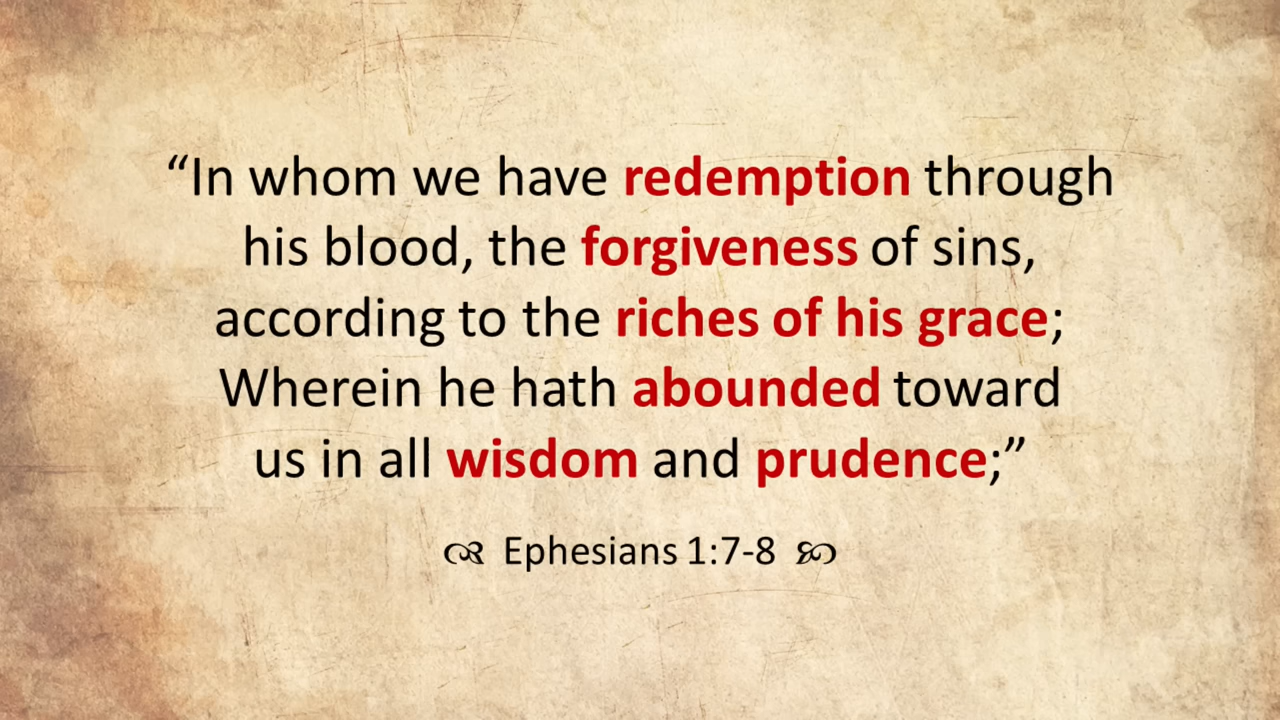 “In whom we have redemption through
his blood, the forgiveness of sins,
according to the riches of his grace;
Wherein he hath abounded toward
us in all wisdom and prudence;”
Ephesians 1:7-8